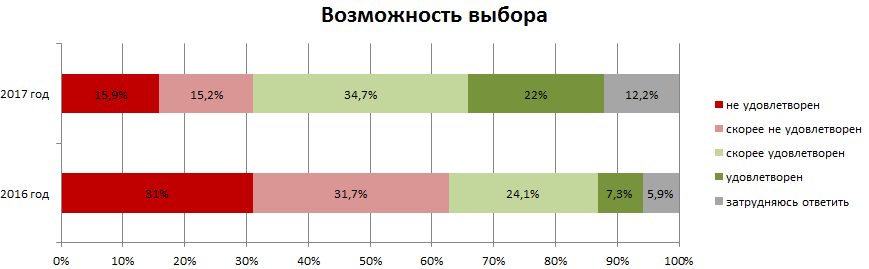 Возможность выбора
2017 год
15,9% 15,2% 34,7% 22% 12,2%
2016 год
31% 31,7% 24,1% 7,3% 5,9%
0% 10% 20% 30% 40% 50% 60% 70% 80% 90% 100%
не удовлетворен
скорее не удовлетворен
скорее удовлетворен
удовлетворен
затрудняюсь ответить